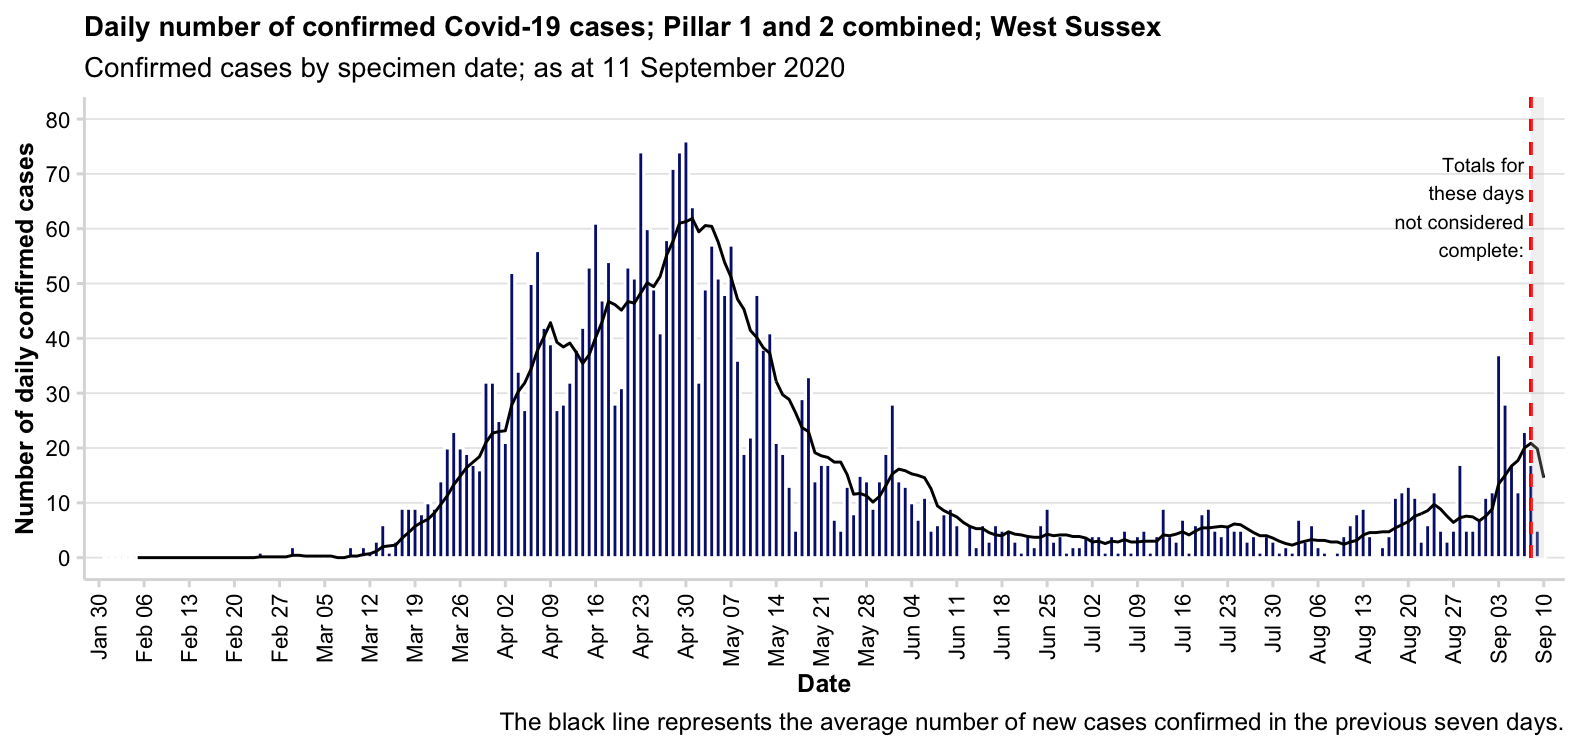 Daily number of confirmed Covid-19 cases; Pillar 1 and 2 combined; West Sussex
Confirmed cases by specimen date; as at 11 September 2020
Number of daily confirmed cases
80
70
60
50
40
30
20
10
0
Totals for
these days
not considered
complete:
Jan 30
Feb 06
Feb 13
Feb 20
Feb 27
Mar 05
Mar 12
Mar 19
Mar 26
Apr 02
Apr 09
Apr 16
Apr 23
Apr 30
May 07
May 14
May 21
May 28
Jun 04
Jun 11
Jun 18
Jun 25
Jul 02
Jul 09
Jul 16
Jul 23
Jul 30
Aug 06
Aug 13
Aug 20
Aug 27
Sep 03
Sep 10
Date
The black line represents the average number of new cases confirmed in the previous seven days.